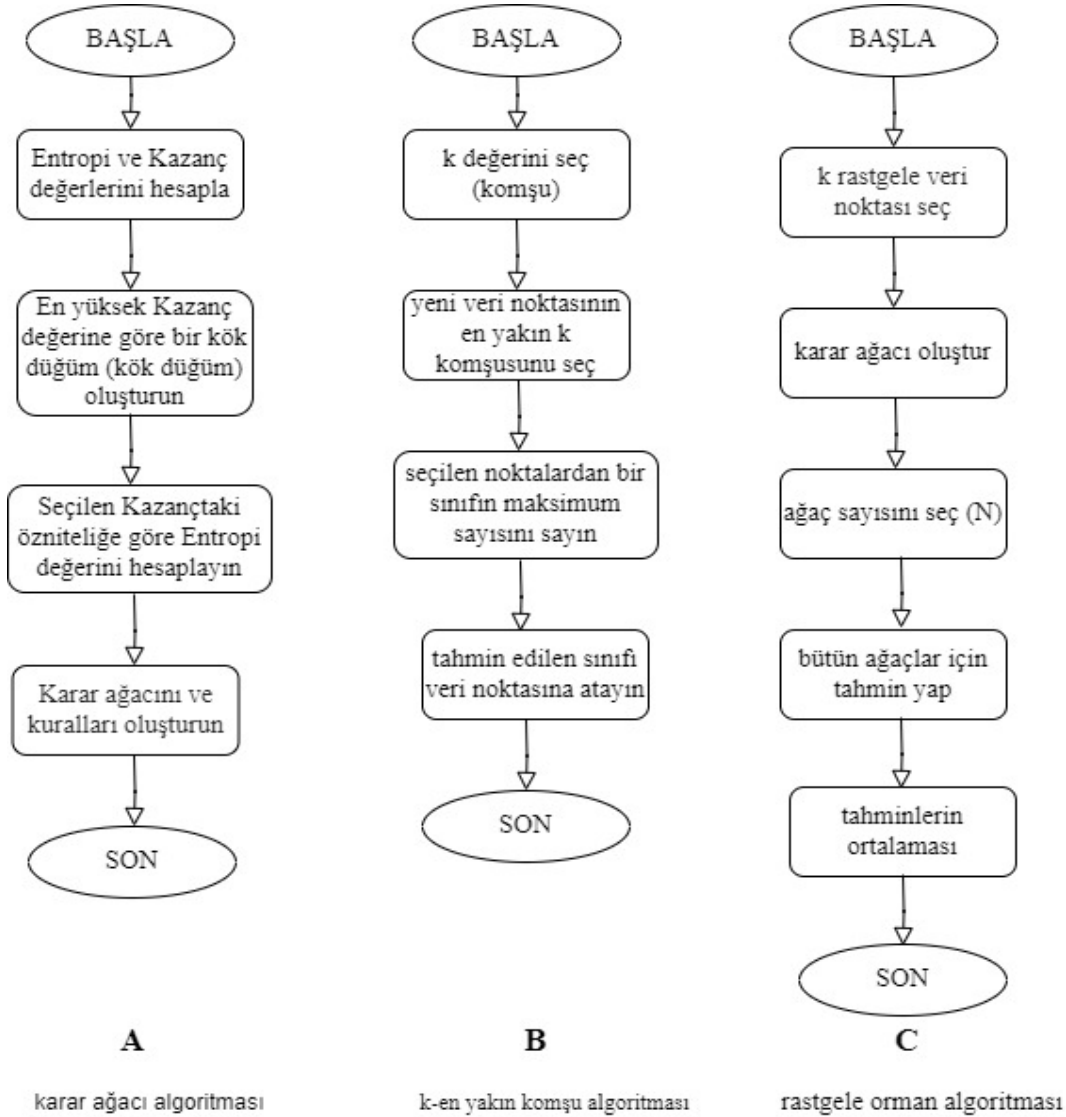 BAŞLA
Entropi ve Kazanç
değerlerini hesapla
En yüksek Kazanç
değerine göre bir kök
düğüm (kök düğüm)
oluşturun
Seçilen Kazançtaki
özniteliğe göre Entropi
değerini hesaplayın
Karar ağacını ve
kuralları oluşturun
SON
A
karar ağacı algoritması
BAŞLA
k değerini seç
(komşu)
yeni veri noktasının
en yakın k
komşusunu seç
seçilen noktalardan bir
sınıfın maksimum
sayısını sayın
tahmin edilen sınıfı
veri noktasına atayın
SON
B
k-en yakın komşu algoritması
BAŞLA
k rastgele veri
noktası seç
karar ağacı oluştur
ağaç sayısını seç (N)
bütün ağaçlar için
tahmin yap
tahminlerin
ortalaması
SON
C
rastgele orman algoritması